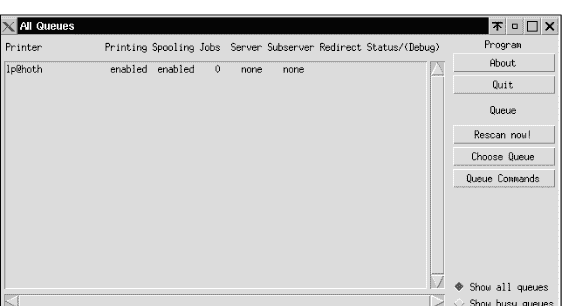 All Queues
Printer Printing Spooling Jobs Server Subserver Redirect Status/(Debug)
lp@hoth enabled enabled 0 none none
Program
About
Quit
Queue
Rescan now!
Choose Queue
Queue Commands
Show all queues
Show busy queues